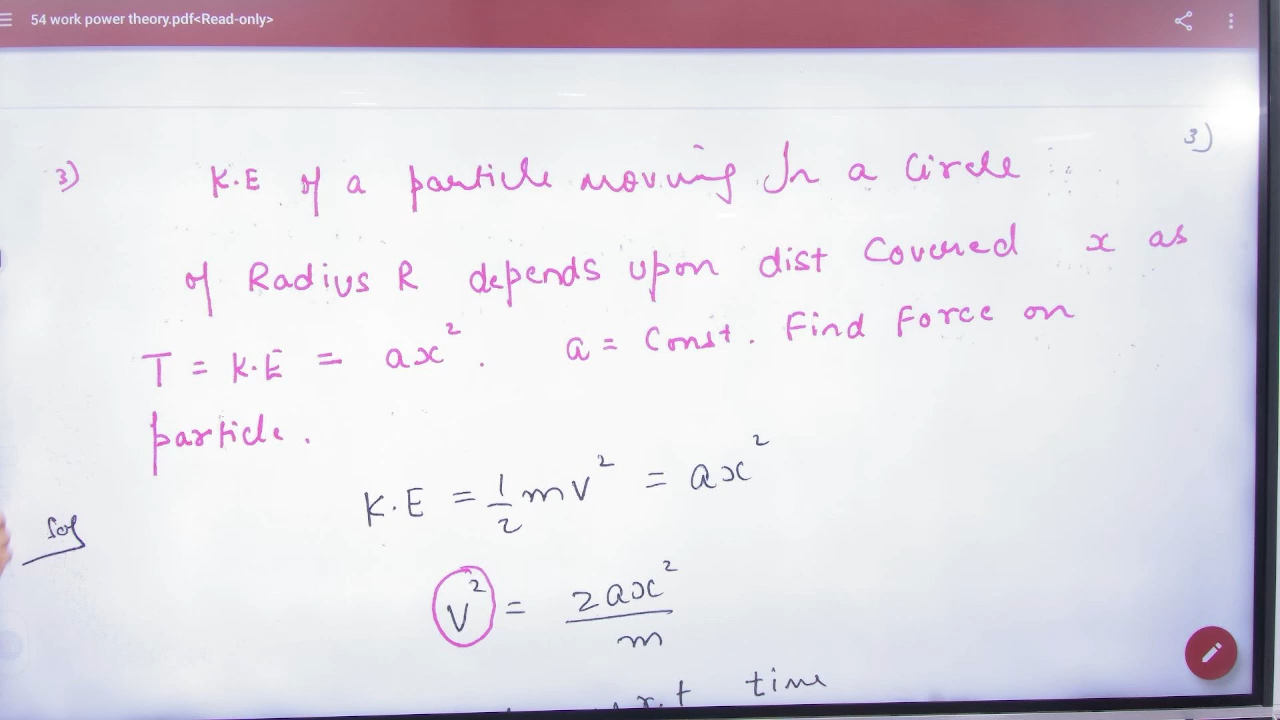 54 work power theory.pdf<Read-only>
3)
3)
K.E of a particle moving In a Circle
of Radius R depends upon dist Covered x as
T = K.E = ax². a = Const. Find Force on
particle.
Sol
K.E = 1/2 mv² = ax²
v² = 2ax²/m
w.r.t time